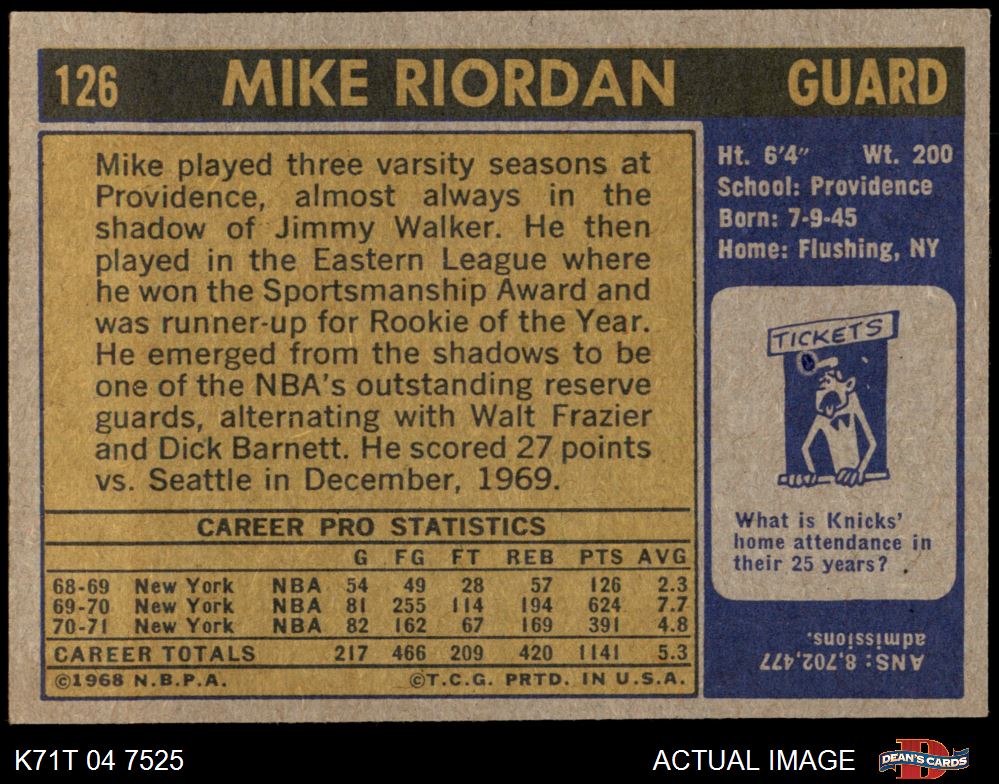 126 MIKE RIORDAN GUARD
Mike played three varsity seasons at
Providence, almost always in the
shadow of Jimmy Walker. He then
played in the Eastern League where
he won the Sportsmanship Award and
was runner-up for Rookie of the Year.
He emerged from the shadows to be
one of the NBA's outstanding reserve
guards, alternating with Walt Frazier
and Dick Barnett. He scored 27 points
vs. Seattle in December, 1969.
CAREER PRO STATISTICS
G FG FT REB PTS AVG
68-69 New York NBA 54 49 28 57 126 2.3
69-70 New York NBA 81 255 114 194 624 7.7
70-71 New York NBA 82 162 67 169 391 4.8
CAREER TOTALS 217 466 209 420 1141 5.3
©1968 N.B.P.A. ©T.C.G. PRTD. IN U.S.A.
Ht. 6'4" Wt. 200
School: Providence
Born: 7-9-45
Home: Flushing, NY
TICKETS
What is Knicks'
home attendance in
their 25 years?
ANS: 8,702,477
admissions.
K71T 04 7525 ACTUAL IMAGE
DEAN'S CARDS